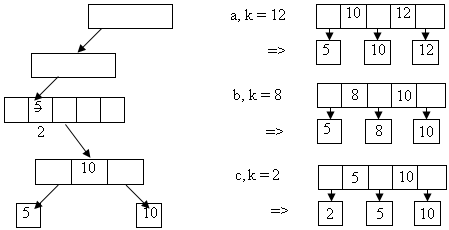 5
2
10
5 10
a, k = 12
10 12
=> 5 10 12
b, k = 8
8 10
=> 5 8 10
c, k = 2
5 10
=> 2 5 10